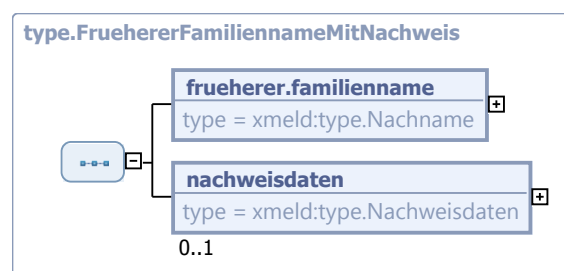 type.FruehererFamiliennameMitNachweis
frueherer.familienname
type = xmeld:type.Nachname
nachweisdaten
type = xmeld:type.Nachweisdaten
0..1